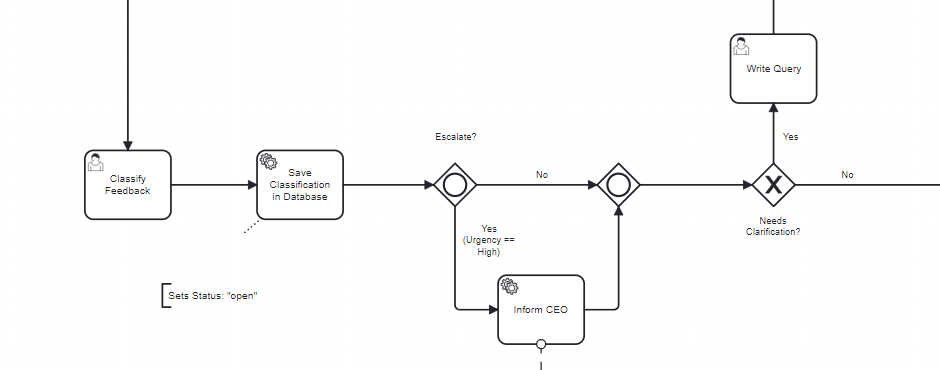 Write Query
Escalate?
Yes
Classify
Feedback
Save
Classification
in Database
No
No
Needs
Clarification?
Yes
(Urgency ==
High)
Sets Status: "open"
Inform CEO